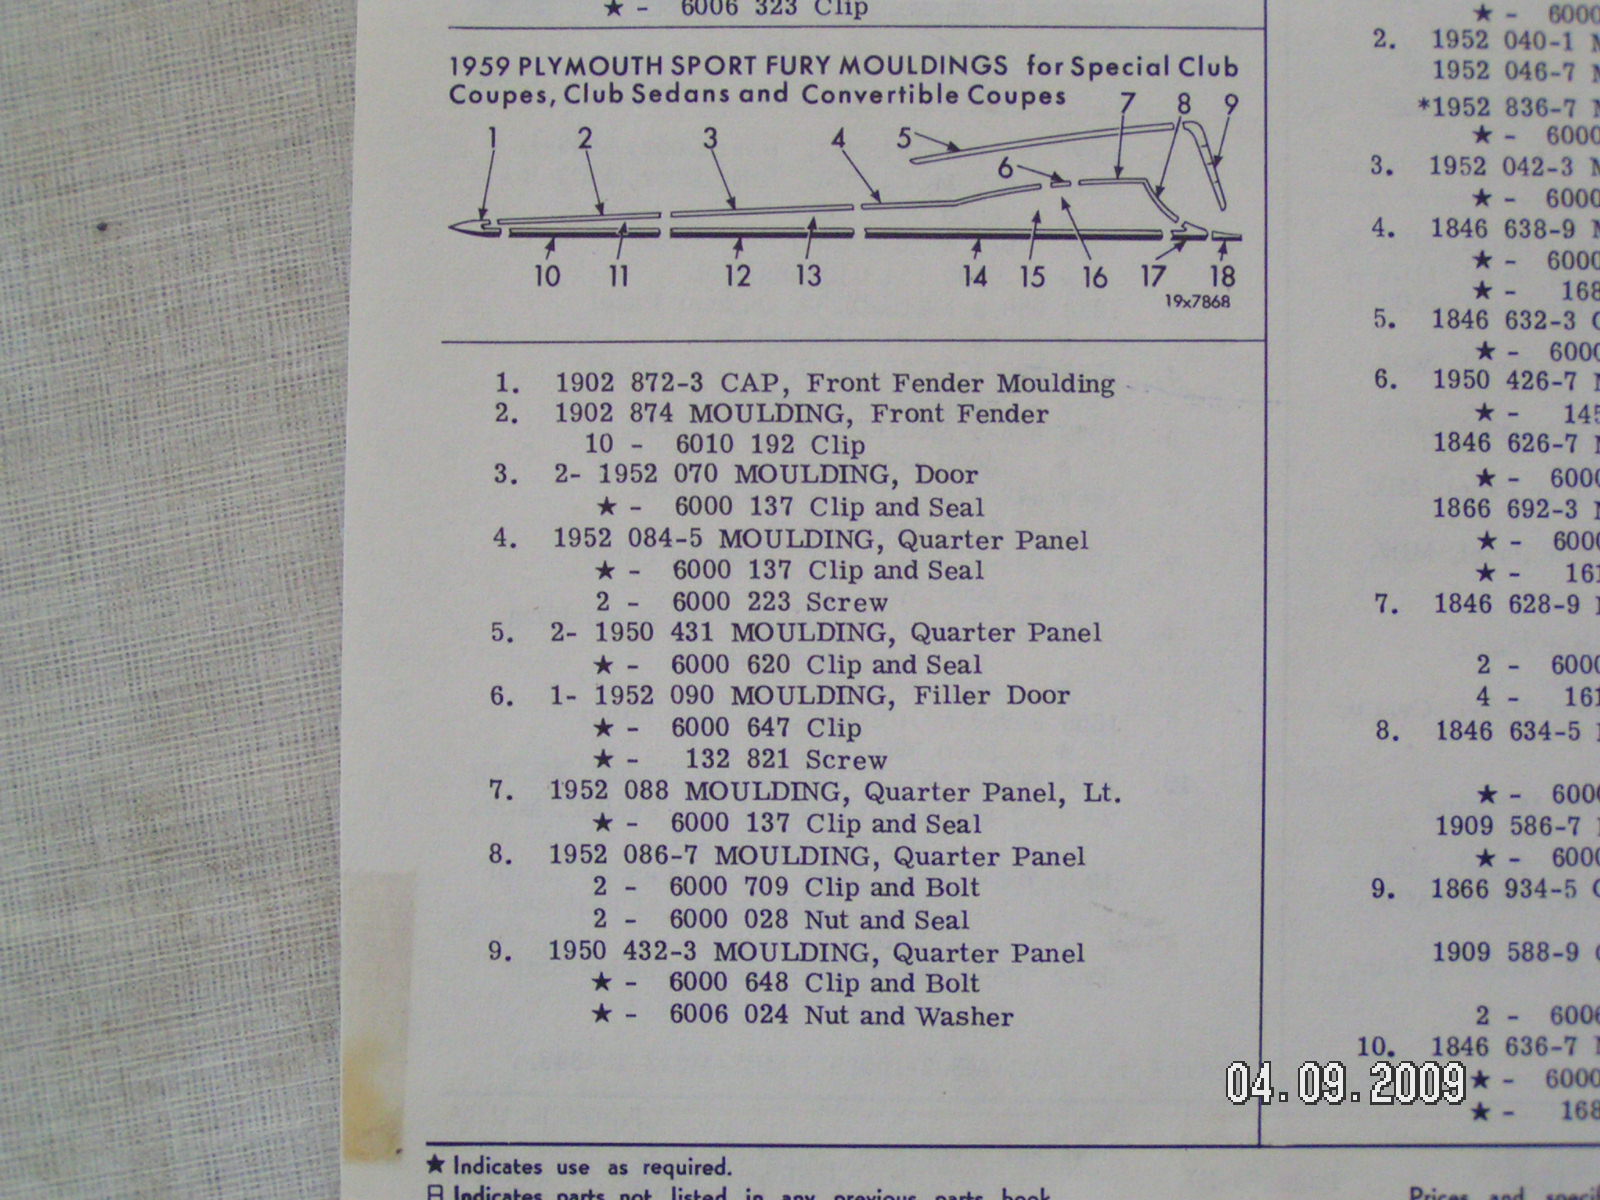 ★ - 6006 323 Clip
1959 PLYMOUTH SPORT FURY MOULDINGS for Special Club
Coupes, Club Sedans and Convertible Coupes
1 2 3 4 5 6 7 8 9
10 11 12 13 14 15 16 17 18
19x7868
1. 1902 872-3 CAP, Front Fender Moulding
2. 1902 874 MOULDING, Front Fender
10 - 6010 192 Clip
3. 2- 1952 070 MOULDING, Door
★ - 6000 137 Clip and Seal
4. 1952 084-5 MOULDING, Quarter Panel
★ - 6000 137 Clip and Seal
2 - 6000 223 Screw
5. 2- 1950 431 MOULDING, Quarter Panel
★ - 6000 620 Clip and Seal
6. 1- 1952 090 MOULDING, Filler Door
★ - 6000 647 Clip
★ - 132 821 Screw
7. 1952 088 MOULDING, Quarter Panel, Lt.
★ - 6000 137 Clip and Seal
8. 1952 086-7 MOULDING, Quarter Panel
2 - 6000 709 Clip and Bolt
2 - 6000 028 Nut and Seal
9. 1950 432-3 MOULDING, Quarter Panel
★ - 6000 648 Clip and Bolt
★ - 6006 024 Nut and Washer
★ Indicates use as required.
Indicates parts not listed in any previous parts book.
★ - 6000
2. 1952 040-1
1952 046-7
*1952 836-7
★ - 6000
3. 1952 042-3
★ - 6000
4. 1846 638-9
★ - 6000
★ - 168
5. 1846 632-3
★ - 6000
6. 1950 426-7
★ - 145
1846 626-7
★ - 6000
1866 692-3
★ - 6000
★ - 161
7. 1846 628-9
2 - 6000
4 - 161
8. 1846 634-5
★ - 6000
1909 586-7
★ - 6000
9. 1866 934-5
1909 588-9
2 - 6006
10. 1846 636-7
★ - 6000
★ - 168
Prices and
04.09.2009